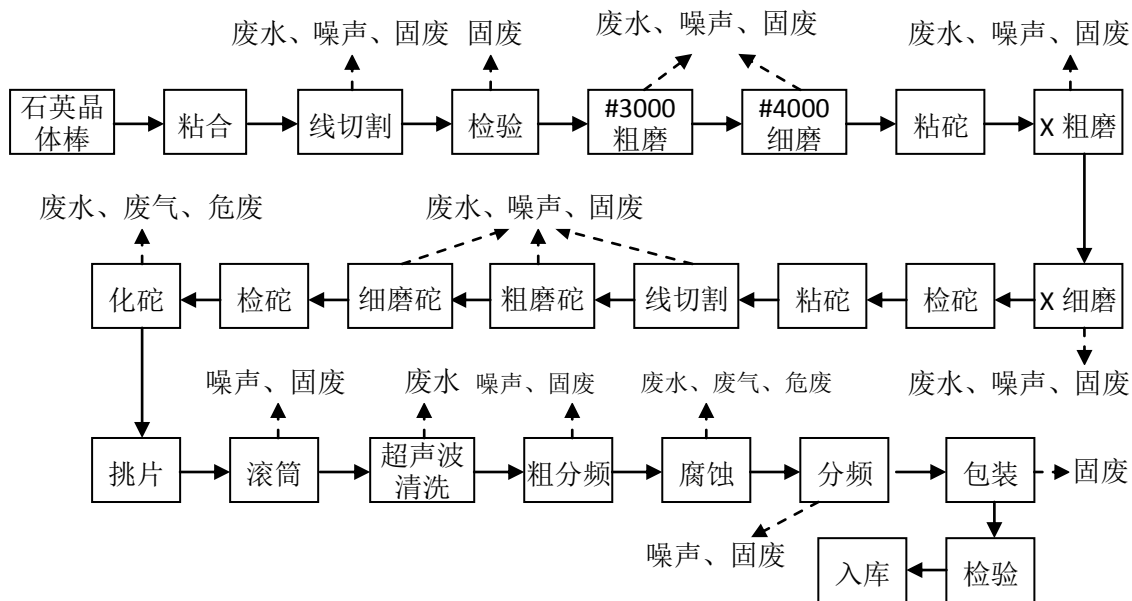 废水、噪声、固废 固废
废水、噪声、固废
废水、噪声、固废
石英晶
体棒
粘合
线切割
检验
#3000
粗磨
#4000
细磨
粘砣
X 粗磨
废水、废气、危废
废水、噪声、固废
化砣
检砣
细磨砣
粗磨砣
线切割
粘砣
检砣
X 细磨
废水、噪声、固废
噪声、固废
废水
噪声、固废
废水、废气、危废
挑片
滚筒
超声波
清洗
粗分频
腐蚀
分频
包装
固废
噪声、固废
入库
检验